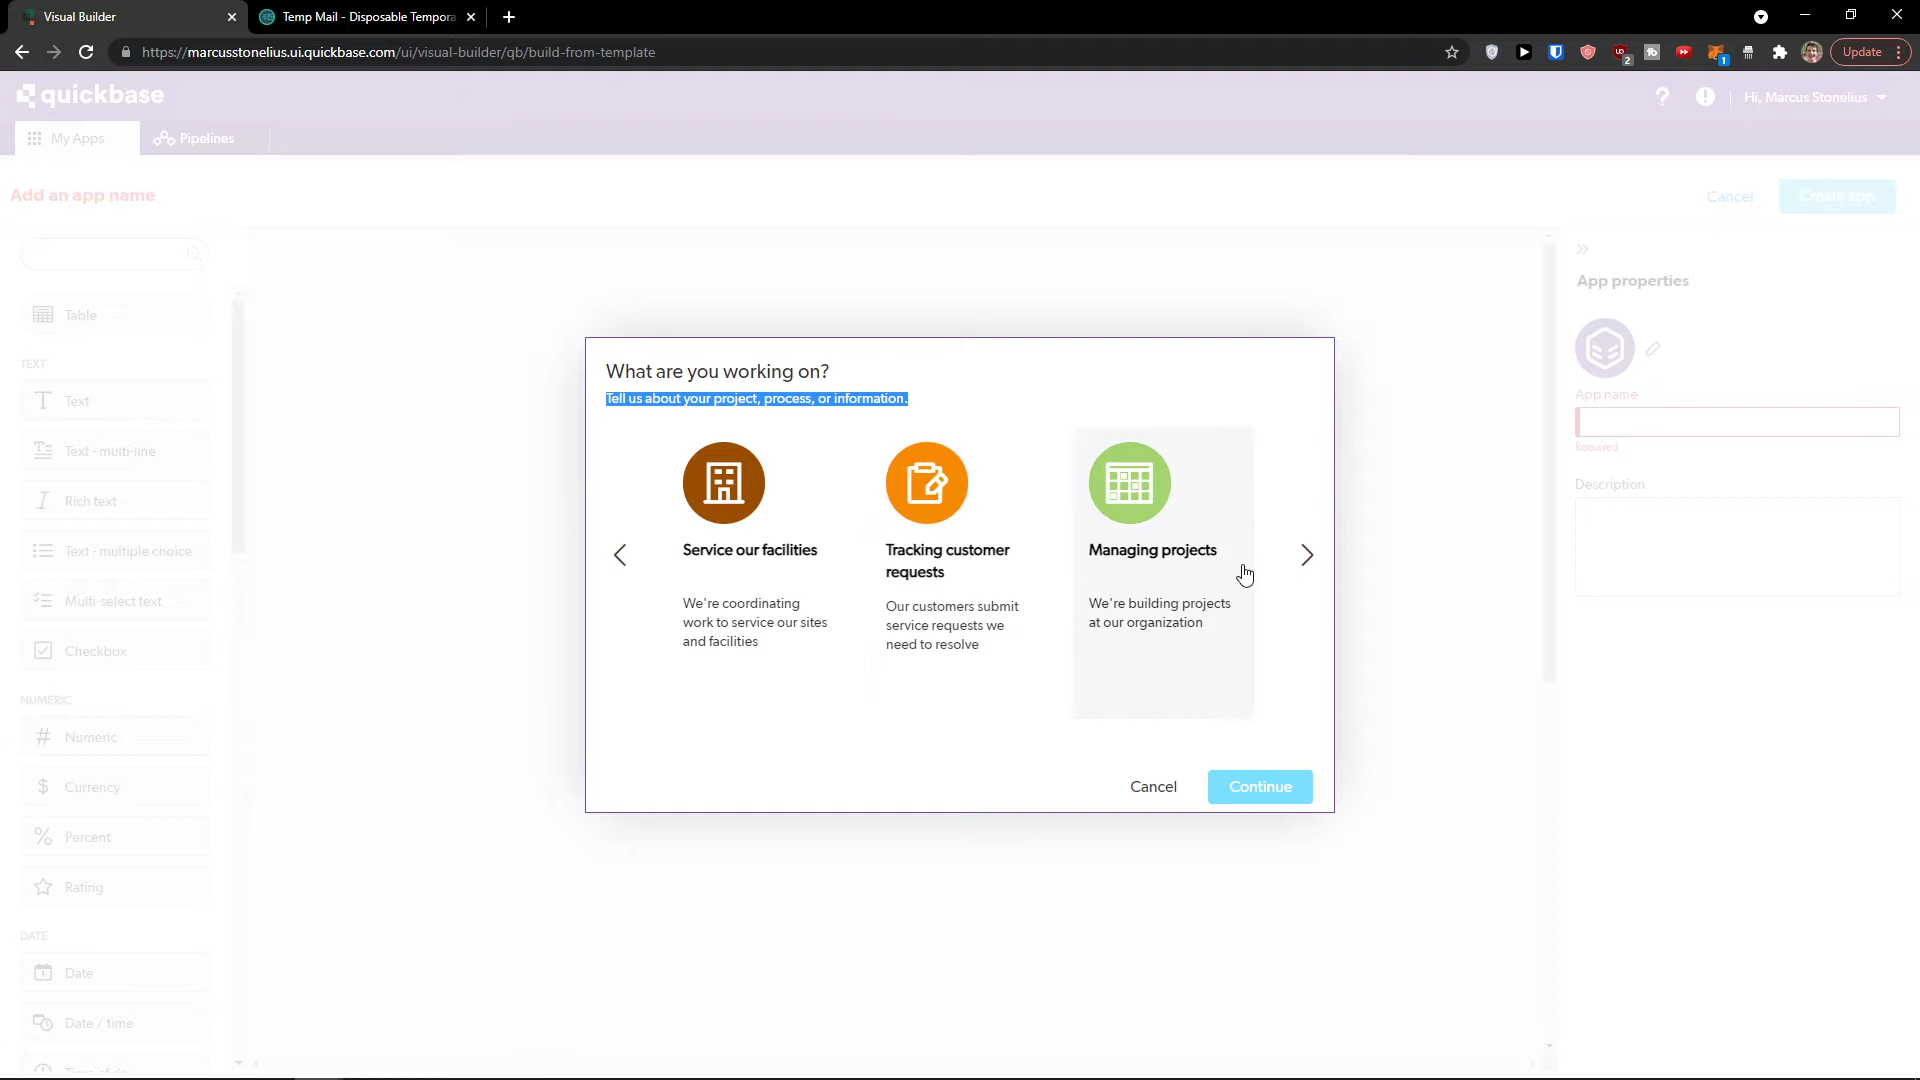 Visual Builder
Temp Mail - Disposable Tempora
https://marcusstonelius.ui.quickbase.com/ui/visual-builder/qb/build-from-template
2
1
Update
quickbase
Hi, Marcus Stonelius
My Apps
Pipelines
Add an app name
Cancel
Create app
Table
TEXT
Text
Text - multi-line
Rich text
Text - multiple choice
Multi-select text
Checkbox
NUMERIC
Numeric
Currency
Percent
Rating
DATE
Date
Date / time
Time of day
What are you working on?
Tell us about your project, process, or information.
Service our facilities
We're coordinating
work to service our sites
and facilities
Tracking customer
requests
Our customers submit
service requests we
need to resolve
Managing projects
We're building projects
at our organization
Cancel
Continue
App properties
App name
Required
Description